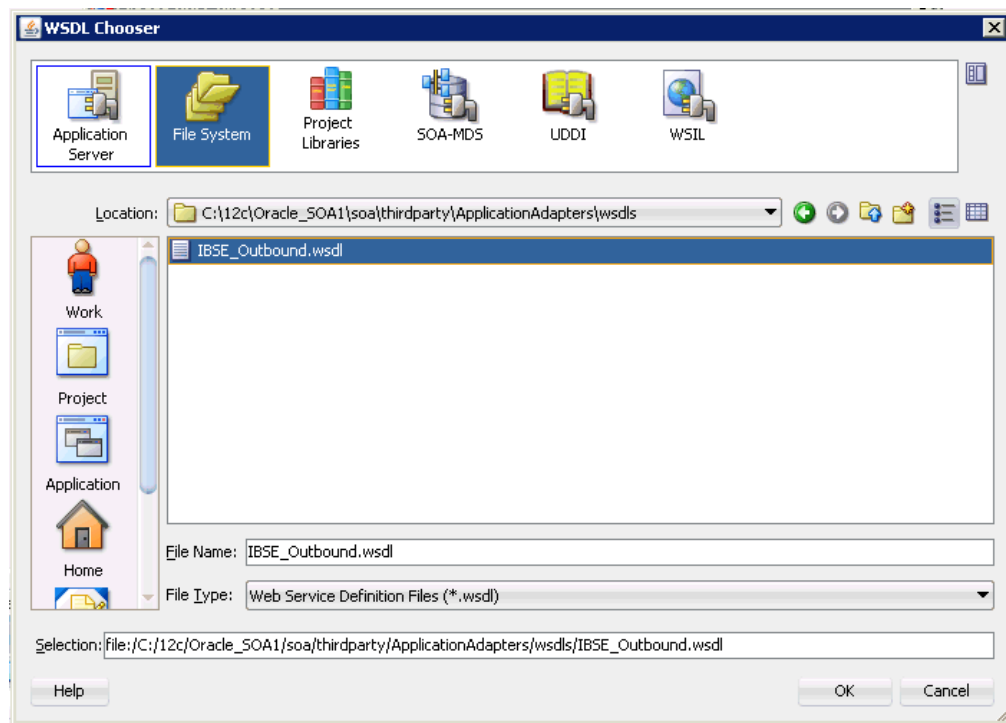 WSDL Chooser
Application Server
File System
Project Libraries
SOA-MDS
UDDI
WSIL
Location: C:\12c\Oracle_SOA1\soa\thirdparty\ApplicationAdapters\wsdls
IBSE_Outbound.wsdl
Work
Project
Application
Home
File Name: IBSE_Outbound.wsdl
File Type: Web Service Definition Files (*.wsdl)
Selection: file:/C:/12c/Oracle_SOA1/soa/thirdparty/ApplicationAdapters/wsdls/IBSE_Outbound.wsdl
Help
OK
Cancel